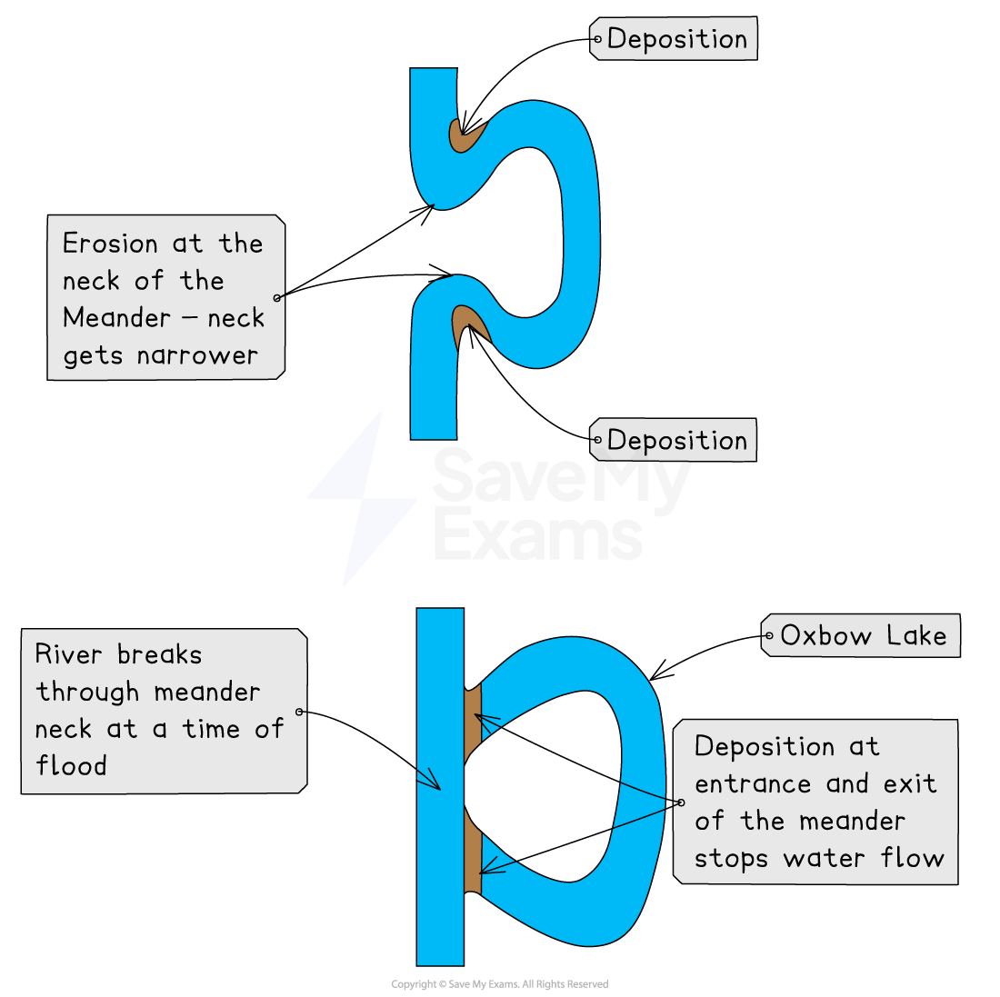 Deposition
Erosion at the
neck of the
Meander – neck
gets narrower
Deposition
SaveMy
Exams
River breaks
through meander
neck at a time of
flood
Oxbow Lake
Deposition at
entrance and exit
of the meander
stops water flow
Copyright © Save My Exams. All Rights Reserved